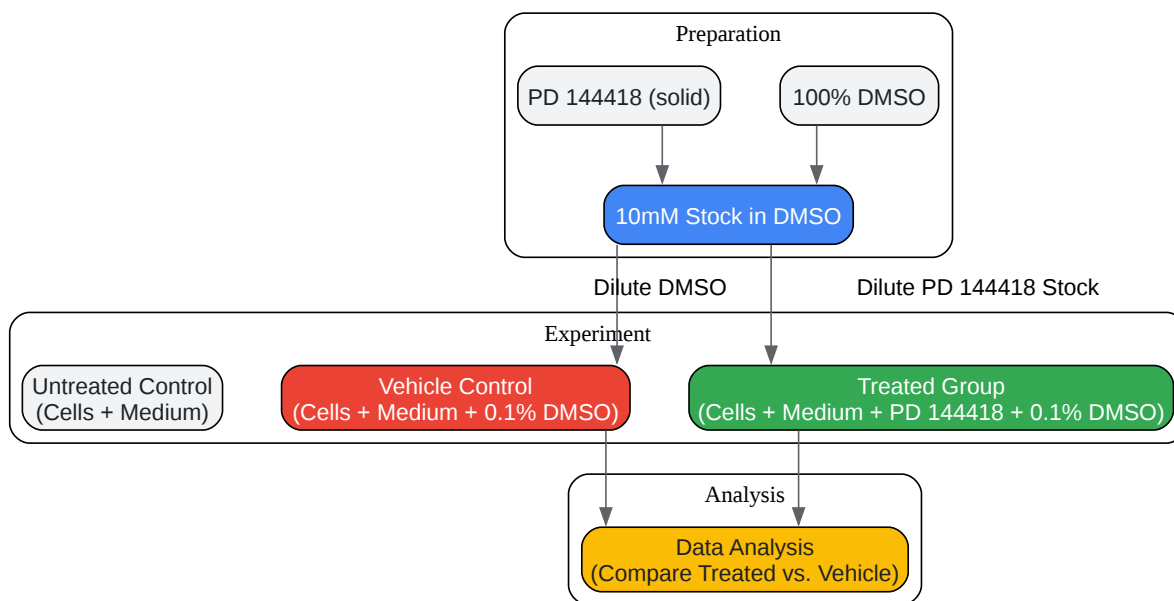 Preparation
PD 144418 (solid)
100% DMSO
10mM Stock in DMSO
Dilute DMSO
Dilute PD 144418 Stock
Experiment
Untreated Control
(Cells + Medium)
Vehicle Control
(Cells + Medium + 0.1% DMSO)
Treated Group
(Cells + Medium + PD 144418 + 0.1% DMSO)
Analysis
Data Analysis
(Compare Treated vs. Vehicle)